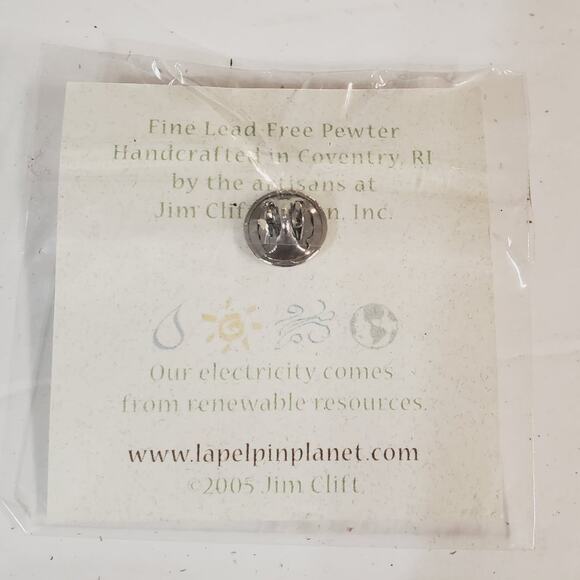 Fine Lead Free Pewter
Handcrafted in Coventry, RI
by the artisans at
Jim Clift Inc.
Our electricity comes
from renewable resources.
www.lapelpinplanet.com
©2005 Jim Clift